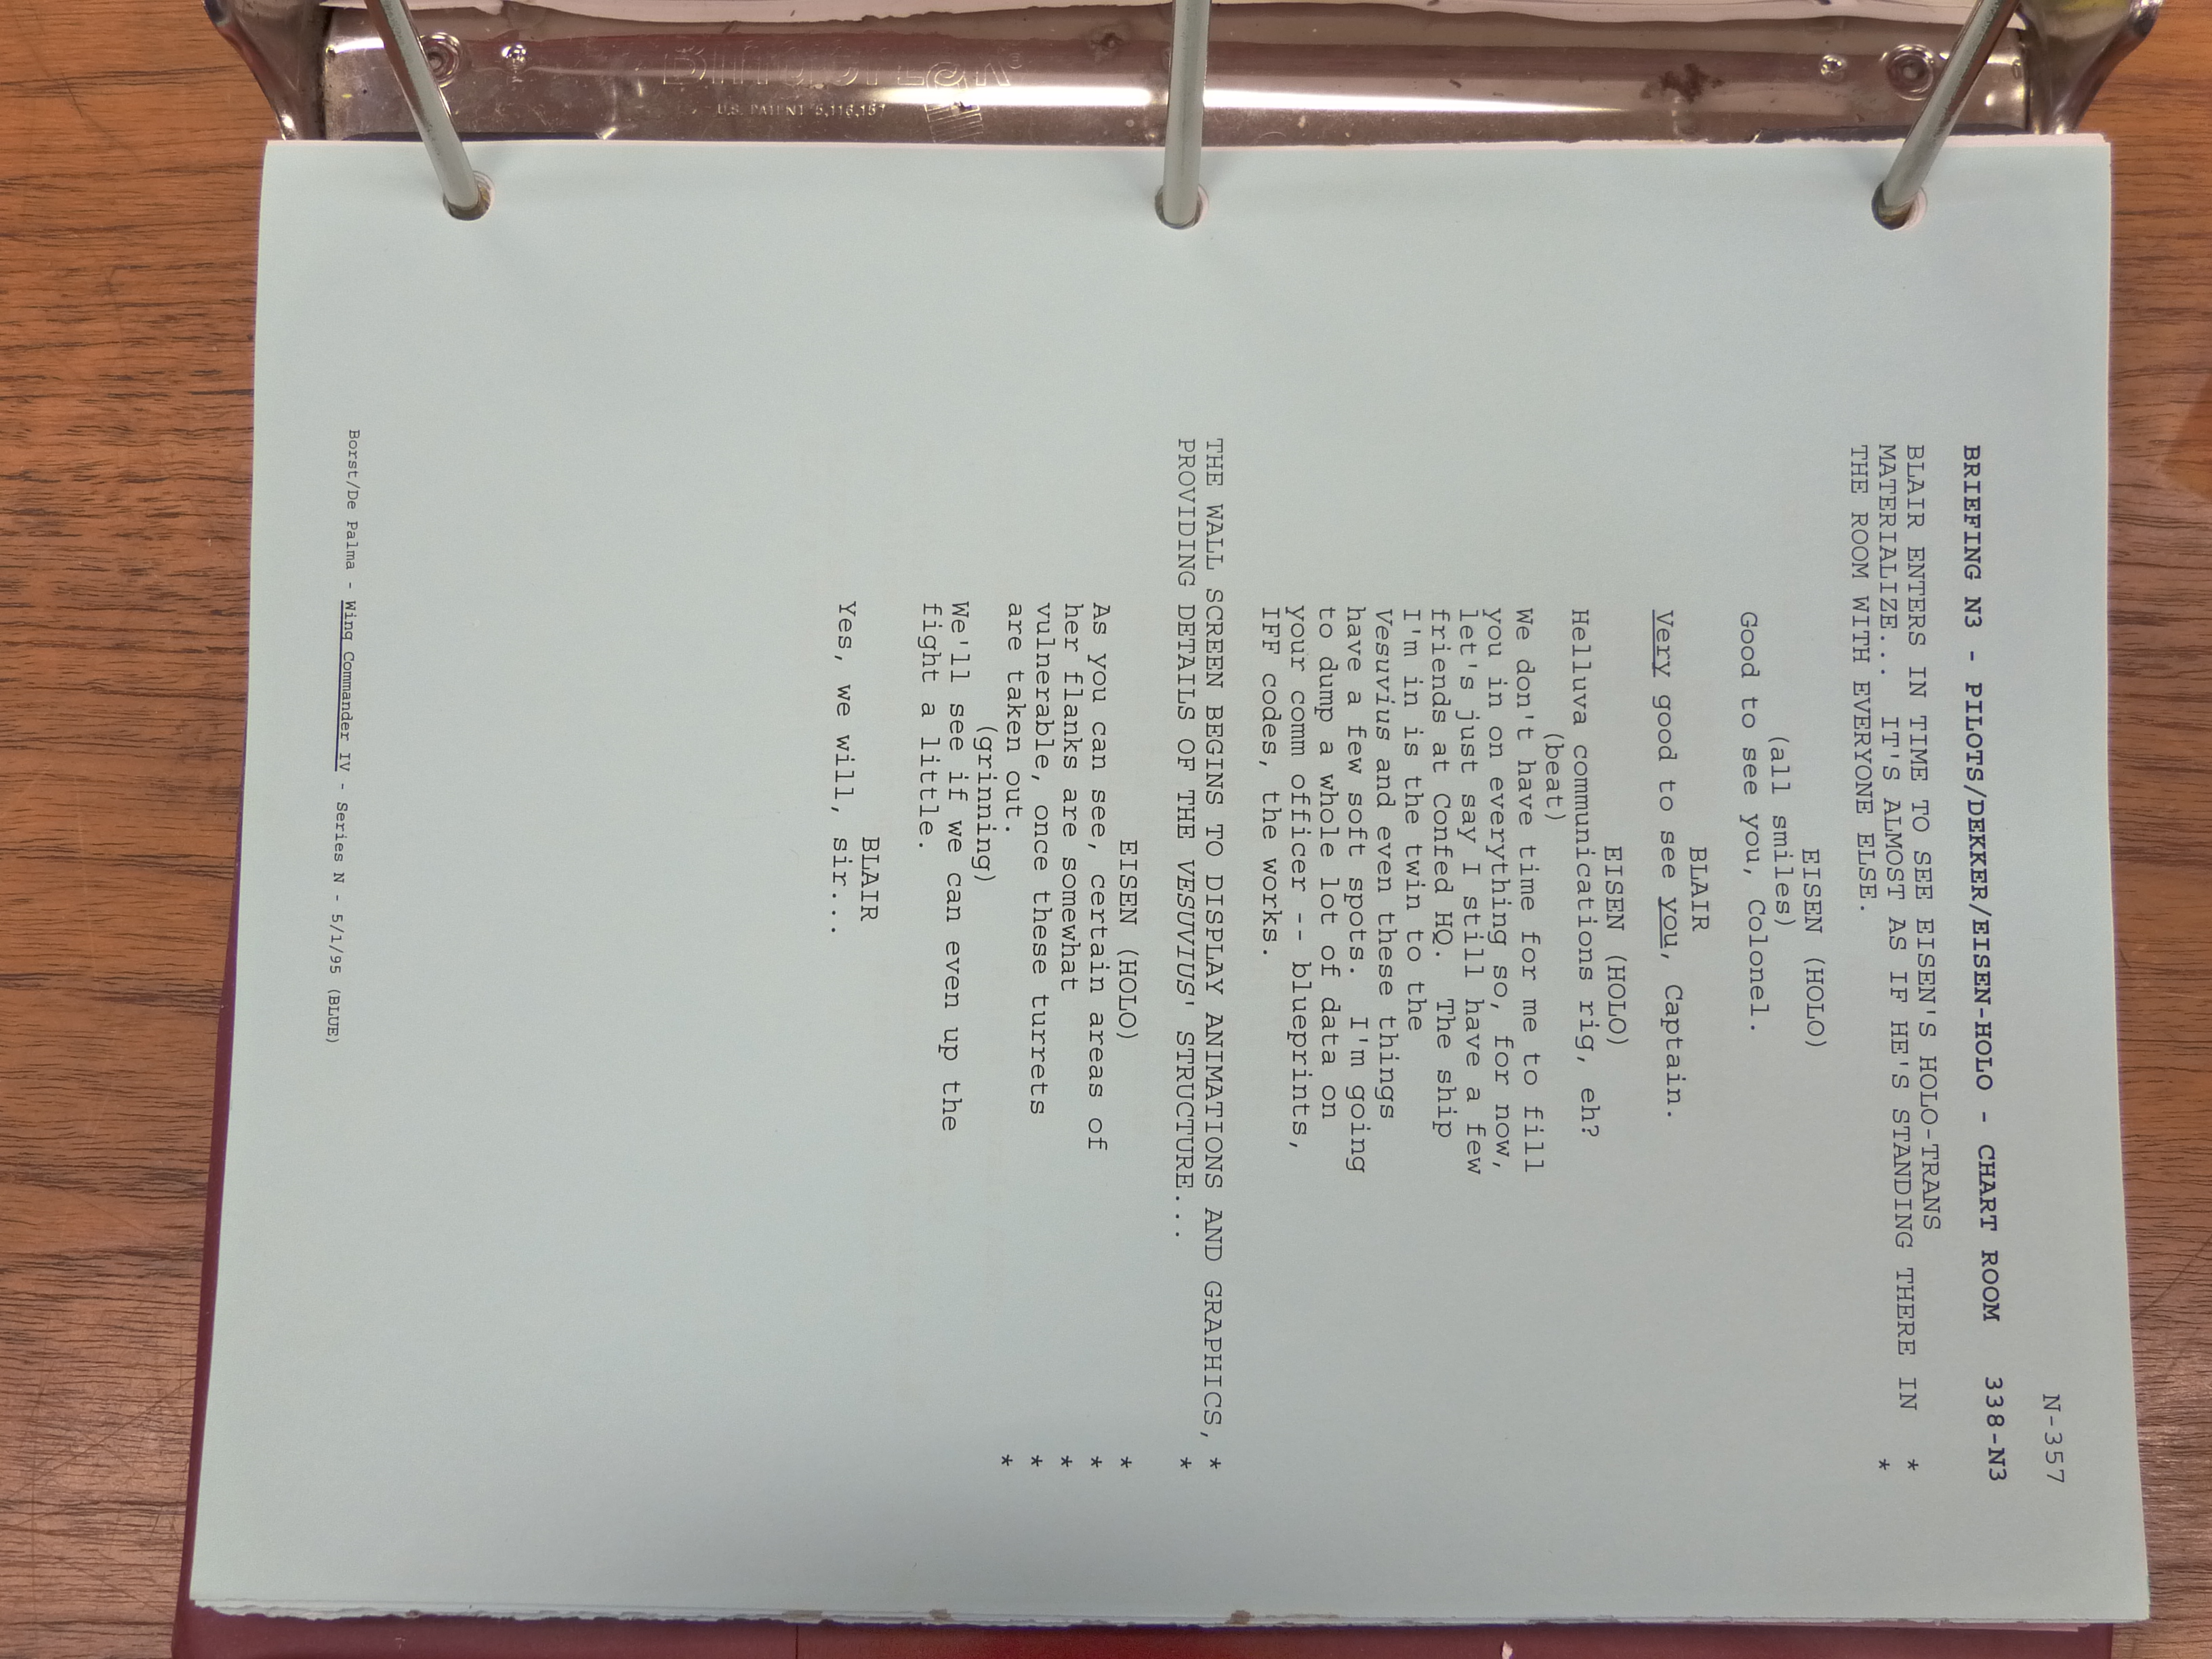 N-357
BRIEFING N3 - PILOTS/DEKKER/EISEN-HOLO - CHART ROOM 338-N3
BLAIR ENTERS IN TIME TO SEE EISEN'S HOLO-TRANS
MATERIALIZE... IT'S ALMOST AS IF HE'S STANDING THERE IN *
THE ROOM WITH EVERYONE ELSE. *
EISEN (HOLO)
(all smiles)
Good to see you, Colonel.
BLAIR
Very good to see you, Captain.
EISEN (HOLO)
Helluva communications rig, eh?
(beat)
We don't have time for me to fill
you in on everything so, for now,
let's just say I still have a few
friends at Confed HQ. The ship
I'm in is the twin to the
Vesuvius and even these things
have a few soft spots. I'm going
to dump a whole lot of data on
your comm officer -- blueprints,
IFF codes, the works.
THE WALL SCREEN BEGINS TO DISPLAY ANIMATIONS AND GRAPHICS, *
PROVIDING DETAILS OF THE VESUVIUS' STRUCTURE... *
EISEN (HOLO) *
As you can see, certain areas of *
her flanks are somewhat *
vulnerable, once these turrets *
are taken out. *
(grinning)
We'll see if we can even up the
fight a little.
BLAIR
Yes, we will, sir...
Borst/De Palma - Wing Commander IV - Series N - 5/1/95 (BLUE)
U.S. PATENT 5,116,157